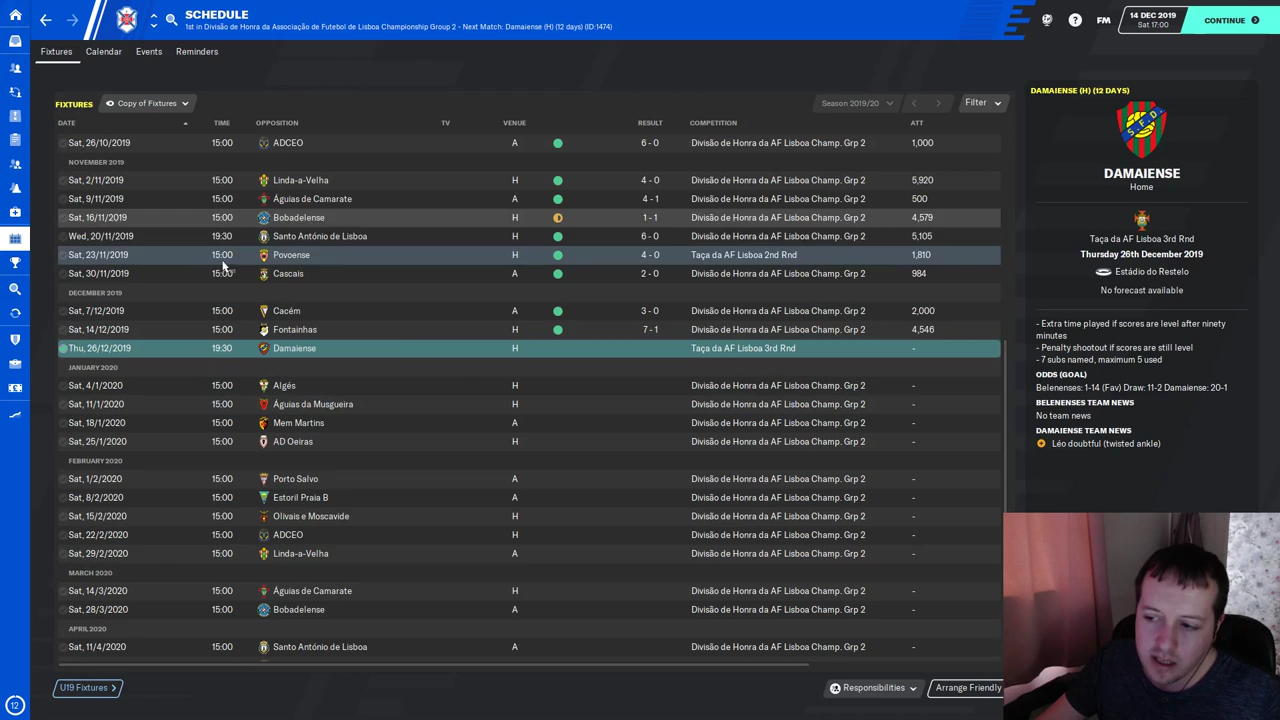 SCHEDULE
1st in Divisão de Honra da Associação de Futebol de Lisboa Championship Group 2 - Next Match: Damaiense (H) (12 days) (ID:1474)
FM
14 DEC 2019
Sat 17:00
CONTINUE
Fixtures Calendar Events Reminders
FIXTURES Copy of Fixtures Season 2019/20 Filter
DATE TIME OPPOSITION TV VENUE RESULT COMPETITION ATT
Sat, 26/10/2019 15:00 ADCEO A 6 - 0 Divisão de Honra da AF Lisboa Champ. Grp 2 1,000
NOVEMBER 2019
Sat, 2/11/2019 15:00 Linda-a-Velha H 4 - 0 Divisão de Honra da AF Lisboa Champ. Grp 2 5,920
Sat, 9/11/2019 15:00 Águias de Camarate A 4 - 1 Divisão de Honra da AF Lisboa Champ. Grp 2 500
Sat, 16/11/2019 15:00 Bobadelense H 1 - 1 Divisão de Honra da AF Lisboa Champ. Grp 2 4,579
Wed, 20/11/2019 19:30 Santo António de Lisboa H 6 - 0 Divisão de Honra da AF Lisboa Champ. Grp 2 5,105
Sat, 23/11/2019 15:00 Povoense H 4 - 0 Taça da AF Lisboa 2nd Rnd 1,810
Sat, 30/11/2019 15:00 Cascais A 2 - 0 Divisão de Honra da AF Lisboa Champ. Grp 2 984
DECEMBER 2019
Sat, 7/12/2019 15:00 Cacém A 3 - 0 Divisão de Honra da AF Lisboa Champ. Grp 2 2,000
Sat, 14/12/2019 15:00 Fontainhas H 7 - 1 Divisão de Honra da AF Lisboa Champ. Grp 2 4,546
Thu, 26/12/2019 19:30 Damaiense H Taça da AF Lisboa 3rd Rnd -
JANUARY 2020
Sat, 4/1/2020 15:00 Algés H Divisão de Honra da AF Lisboa Champ. Grp 2 -
Sat, 11/1/2020 15:00 Águias da Musgueira H Divisão de Honra da AF Lisboa Champ. Grp 2 -
Sat, 18/1/2020 15:00 Mem Martins A Divisão de Honra da AF Lisboa Champ. Grp 2 -
Sat, 25/1/2020 15:00 AD Oeiras H Divisão de Honra da AF Lisboa Champ. Grp 2 -
FEBRUARY 2020
Sat, 1/2/2020 15:00 Porto Salvo A Divisão de Honra da AF Lisboa Champ. Grp 2 -
Sat, 8/2/2020 15:00 Estoril Praia B A Divisão de Honra da AF Lisboa Champ. Grp 2 -
Sat, 15/2/2020 15:00 Olivais e Moscavide H Divisão de Honra da AF Lisboa Champ. Grp 2 -
Sat, 22/2/2020 15:00 ADCEO H Divisão de Honra da AF Lisboa Champ. Grp 2 -
Sat, 29/2/2020 15:00 Linda-a-Velha A Divisão de Honra da AF Lisboa Champ. Grp 2 -
MARCH 2020
Sat, 14/3/2020 15:00 Águias de Camarate H Divisão de Honra da AF Lisboa Champ. Grp 2 -
Sat, 28/3/2020 15:00 Bobadelense A Divisão de Honra da AF Lisboa Champ. Grp 2 -
APRIL 2020
Sat, 11/4/2020 15:00 Santo António de Lisboa A Divisão de Honra da AF Lisboa Champ. Grp 2 -
U19 Fixtures Responsibilities Arrange Friendly
12
DAMAIENSE (H) (12 DAYS)
S.F.D.
DAMAIENSE
Home
Taça da AF Lisboa 3rd Rnd
Thursday 26th December 2019
Estádio do Restelo
No forecast available
- Extra time played if scores are level after ninety
minutes
- Penalty shootout if scores are still level
- 7 subs named, maximum 5 used
ODDS (GOAL)
Belenenses: 1-14 (Fav) Draw: 11-2 Damaiense: 20-1
BELENENSES TEAM NEWS
No team news
DAMAIENSE TEAM NEWS
Léo doubtful (twisted ankle)